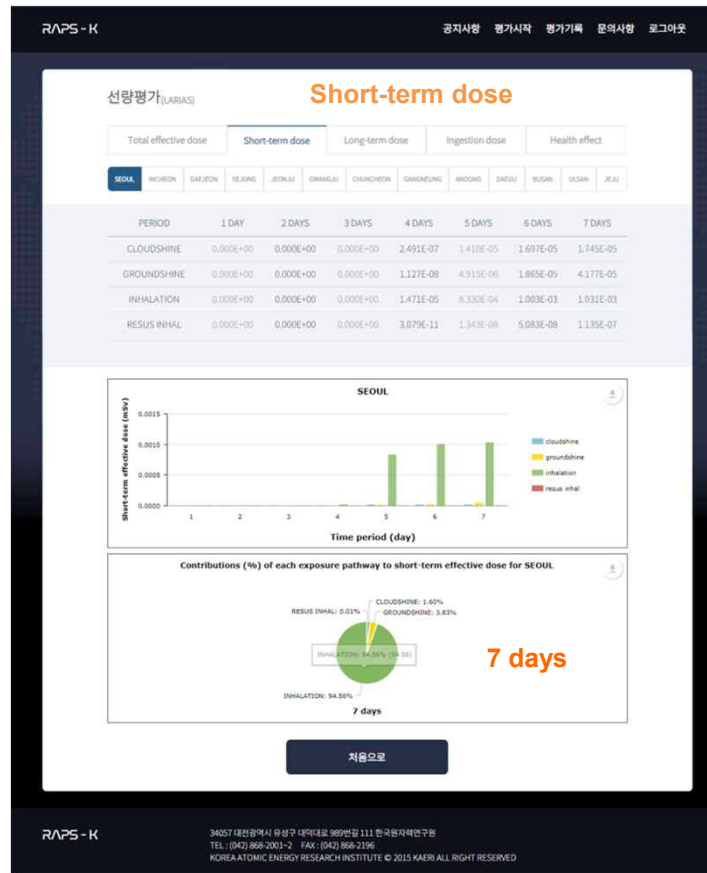 RAPS-K
공지사항 평가시작 평가기록 문의사항 로그아웃
선량평가(LARIAS)
Short-term dose
Total effective dose Short-term dose Long-term dose Ingestion dose Health effect
SEOUL INCHEON DAEJEON SEJONG JEONJU GWANGJU CHUNCHEON GANGNEUNG ANDONG DAEGU BUSAN ULSAN JEJU
PERIOD 1 DAY 2 DAYS 3 DAYS 4 DAYS 5 DAYS 6 DAYS 7 DAYS
CLOUDSHINE 0.000E+00 0.000E+00 0.000E+00 2.491E-07 1.410E-05 1.697E-05 1.745E-05
GROUNDSHINE 0.000E+00 0.000E+00 0.000E+00 1.127E-08 4.915E-06 1.865E-05 4.177E-05
INHALATION 0.000E+00 0.000E+00 0.000E+00 1.471E-05 8.330E-04 1.003E-03 1.031E-03
RESUS INHAL 0.000E+00 0.000E+00 0.000E+00 3.079E-11 1.343E-08 5.083E-08 1.135E-07
SEOUL
Short-term effective dose (mSv)
0.0015
0.0010
0.0005
0.0000
1 2 3 4 5 6 7
Time period (day)
cloudshine
groundshine
inhalation
resus inhal
Contributions (%) of each exposure pathway to short-term effective dose for SEOUL
CLOUDSHINE: 1.60%
RESUS INHAL: 0.01%
GROUNDSHINE: 3.83%
INHALATION: 94.56% (94.56)
7 days
INHALATION: 94.56%
7 days
처음으로
RAPS-K
34057 대전광역시 유성구 대덕대로 989번길 111 한국원자력연구원
TEL : (042) 868-2001~2 FAX : (042) 868-2196
KOREA ATOMIC ENERGY RESEARCH INSTITUTE © 2015 KAERI ALL RIGHT RESERVED